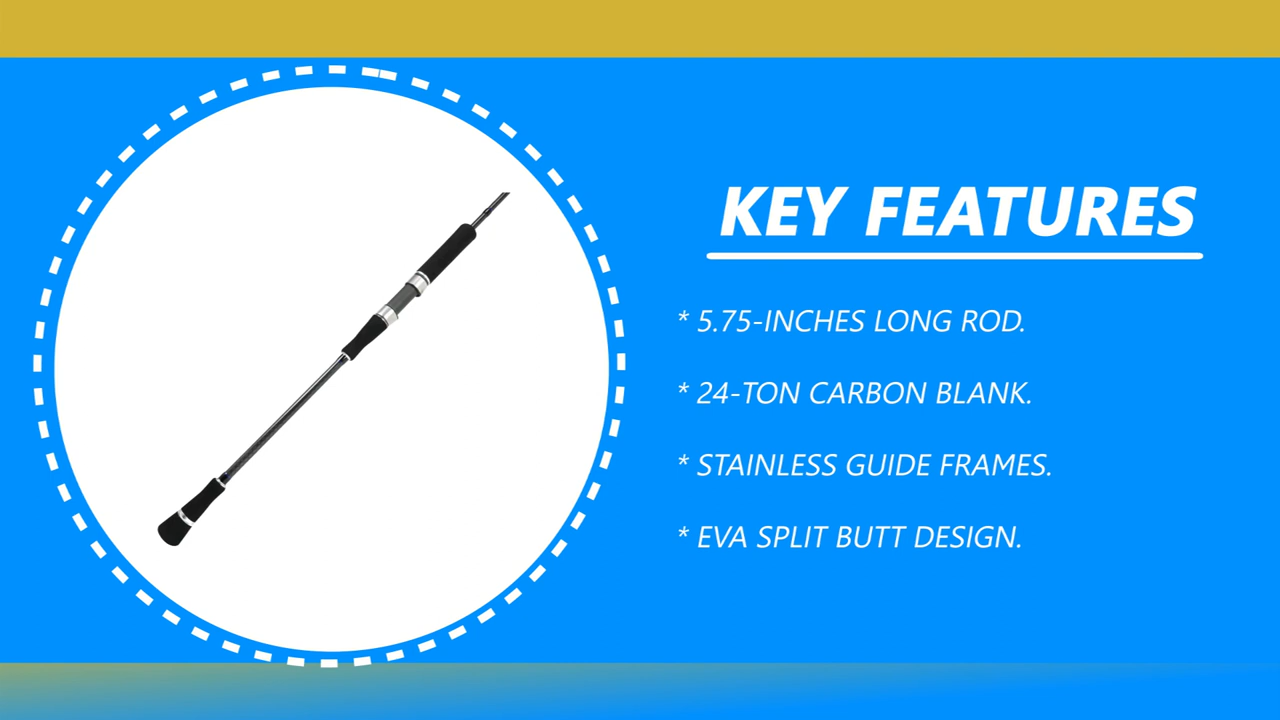 KEY FEATURES
* 5.75-INCHES LONG ROD.
* 24-TON CARBON BLANK.
* STAINLESS GUIDE FRAMES.
* EVA SPLIT BUTT DESIGN.